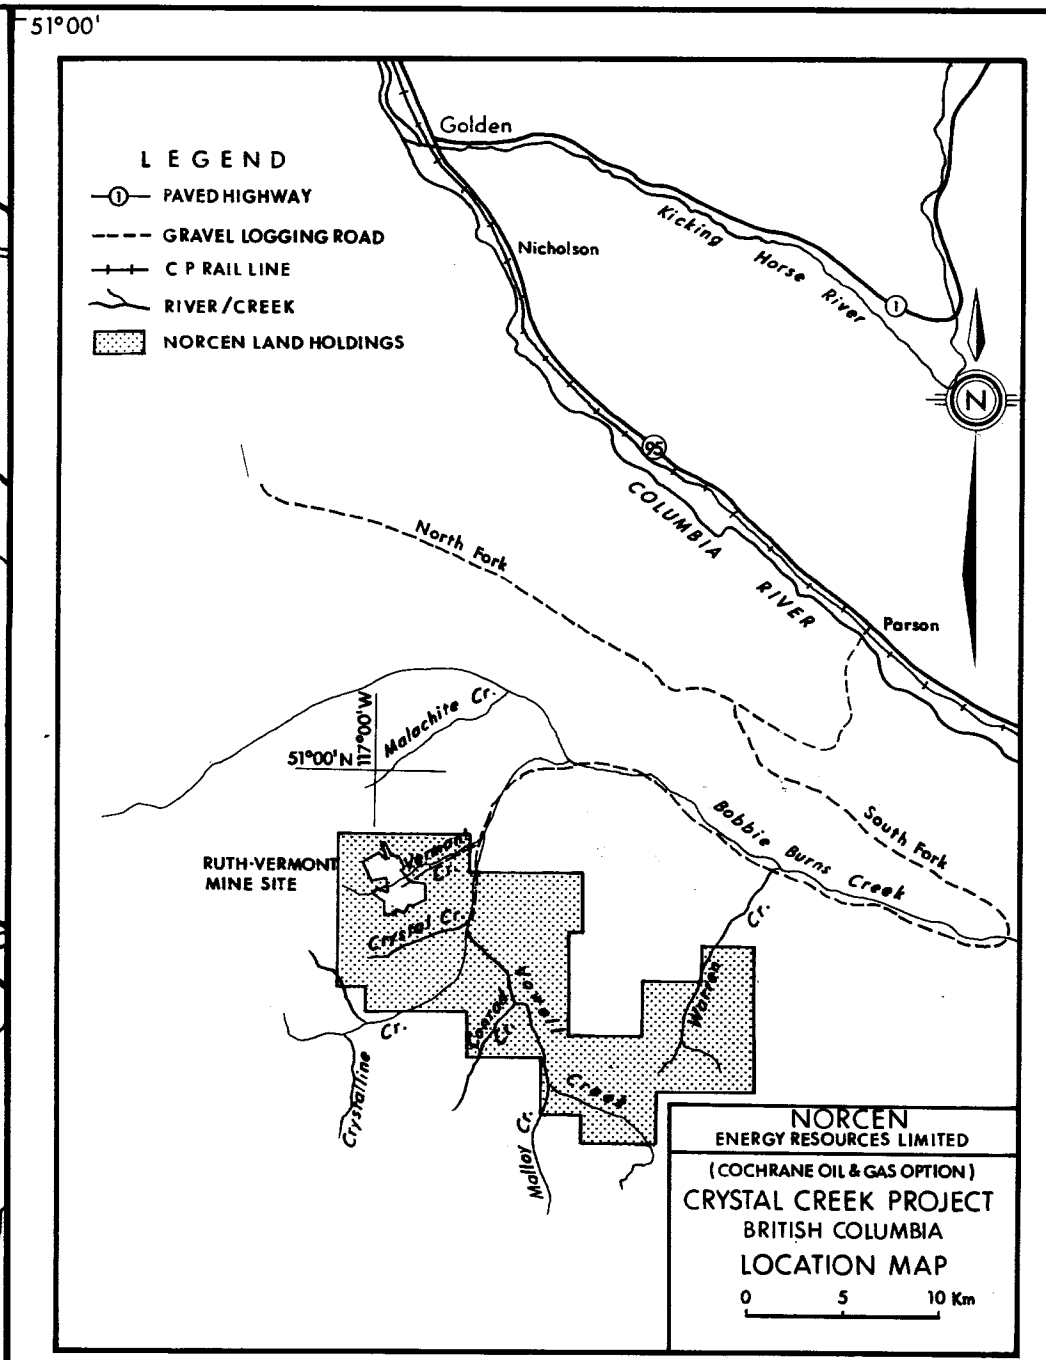 51°00'
Golden
LEGEND
1 PAVED HIGHWAY
GRAVEL LOGGING ROAD
C P RAIL LINE
RIVER/CREEK
NORCEN LAND HOLDINGS
Kicking Horse River
Nicholson
1
N
95
COLUMBIA RIVER
North Fork
Parson
Malachite Cr.
117°00'W
51°00'N
South Fork
Bobbie Burns Creek
RUTH-VERMONT
MINE SITE
Vermont
Cr.
Crystal Cr.
Warren Cr.
Conrad
Cr.
Creek
Crystalline Cr.
Malloy Cr.
NORCEN
ENERGY RESOURCES LIMITED
(COCHRANE OIL & GAS OPTION)
CRYSTAL CREEK PROJECT
BRITISH COLUMBIA
LOCATION MAP
0 5 10 Km